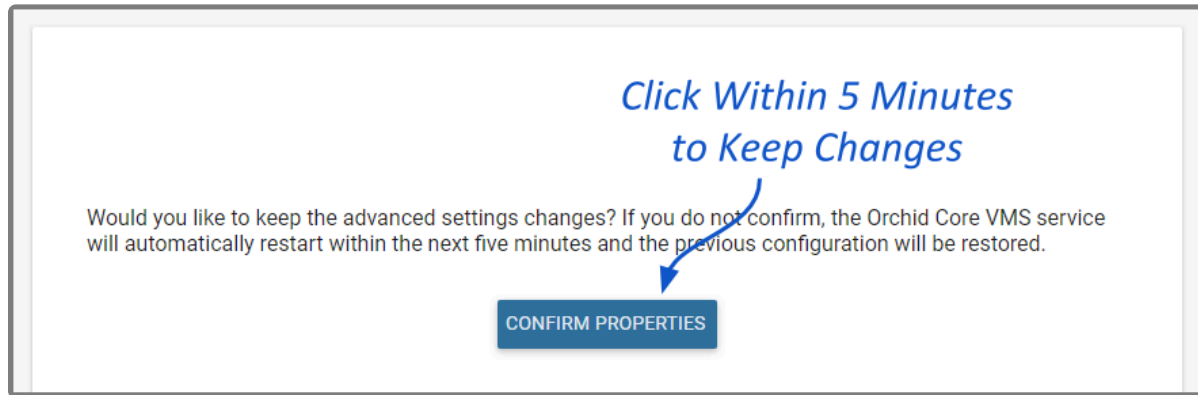 Click Within 5 Minutes
to Keep Changes
Would you like to keep the advanced settings changes? If you do not confirm, the Orchid Core VMS service
will automatically restart within the next five minutes and the previous configuration will be restored.
CONFIRM PROPERTIES